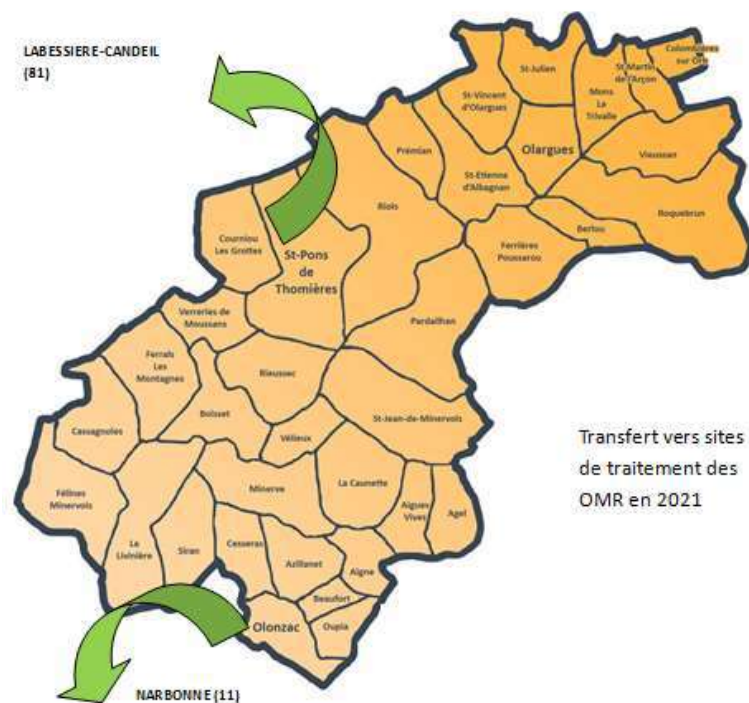 LABESSIERE-CANDEIL
(81)
Colombières
sur Orb
St-Martin
de l'Arçon
St-Julien
Mons
La
Trivalle
St-Vincent
d'Olargues
Olargues
Vieussan
Prémian
St-Etienne
d'Albagnan
Roquebrun
Riols
Berlou
Ferrières
Poussarou
Courniou
Les Grottes
St-Pons
de
Thomières
Pardailhan
Verreries de
Moussans
Ferrals
Les
Montagnes
Rieussec
Boisset
St-Jean-de-Minervois
Cassagnoles
Vélieux
Transfert vers sites
de traitement des
OMR en 2021
Félines
Minervois
Minerve
La Caunette
Aigues
Vives
Agel
La
Livinière
Siran
Cesseras
Azillanet
Aigne
Beaufort
Olonzac
Oupia
NARBONNE (11)